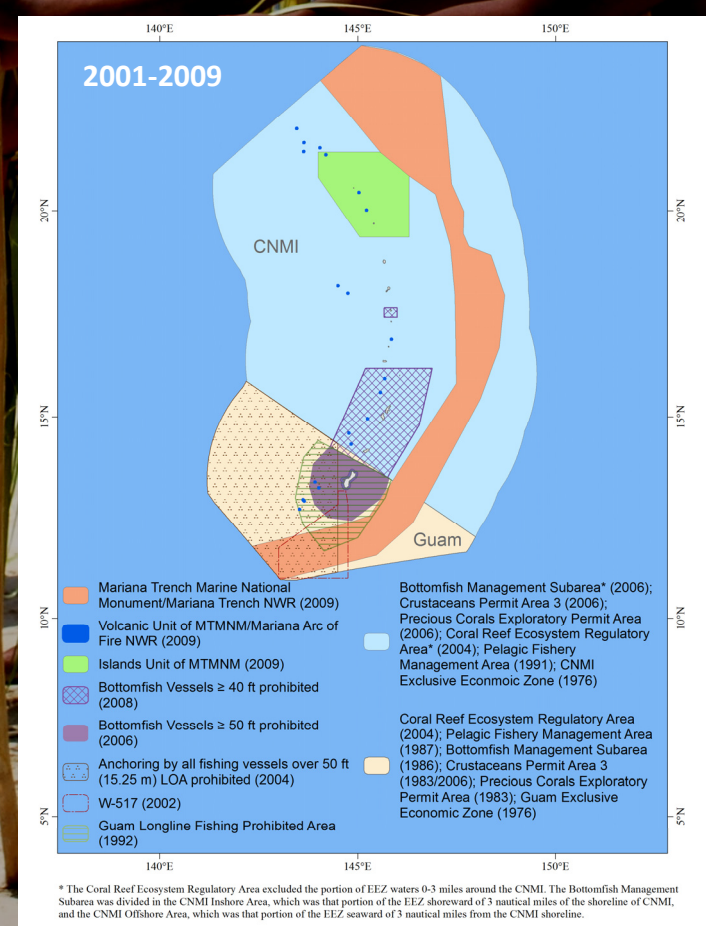 140°E 145°E 150°E
2001-2009
20°N 20°N
CNMI
15°N 15°N
Guam
Mariana Trench Marine National
Monument/Mariana Trench NWR (2009)
Volcanic Unit of MTMNM/Mariana Arc of
Fire NWR (2009)
Islands Unit of MTMNM (2009)
Bottomfish Vessels ≥ 40 ft prohibited
(2008)
Bottomfish Vessels ≥ 50 ft prohibited
(2006)
Anchoring by all fishing vessels over 50 ft
(15.25 m) LOA prohibited (2004)
W-517 (2002)
Guam Longline Fishing Prohibited Area
(1992)
Bottomfish Management Subarea* (2006);
Crustaceans Permit Area 3 (2006);
Precious Corals Exploratory Permit Area
(2006); Coral Reef Ecosystem Regulatory
Area* (2004); Pelagic Fishery
Management Area (1991); CNMI
Exclusive Econmoic Zone (1976)
Coral Reef Ecosystem Regulatory Area
(2004); Pelagic Fishery Management Area
(1987); Bottomfish Management Subarea
(1986); Crustaceans Permit Area 3
(1983/2006); Precious Corals Exploratory
Permit Area (1983); Guam Exclusive
Economic Zone (1976)
10°N 10°N
5°N 5°N
140°E 145°E 150°E
* The Coral Reef Ecosystem Regulatory Area excluded the portion of EEZ waters 0-3 miles around the CNMI. The Bottomfish Management
Subarea was divided in the CNMI Inshore Area, which was that portion of the EEZ shoreward of 3 nautical miles of the shoreline of CNMI,
and the CNMI Offshore Area, which was that portion of the EEZ seaward of 3 nautical miles from the CNMI shoreline.